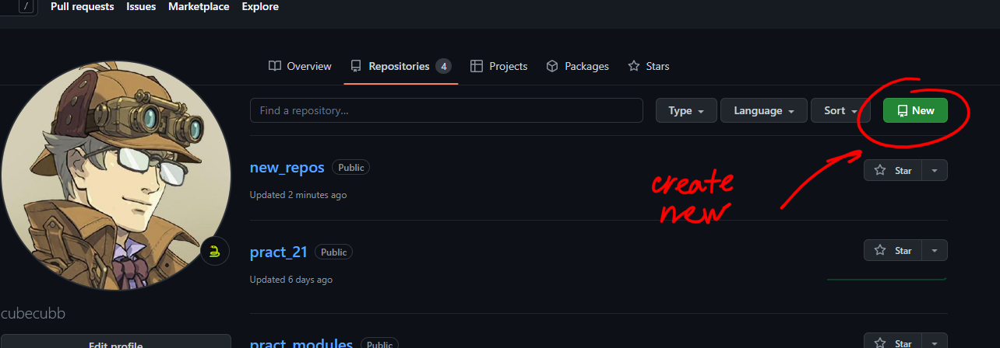 / Pull requests Issues Marketplace Explore
Overview Repositories 4 Projects Packages Stars
Find a repository... Type Language Sort New
new_repos Public Star
Updated 2 minutes ago
create
new
pract_21 Public Star
Updated 6 days ago
cubecubb
Edit profile
pract_modules Public Star